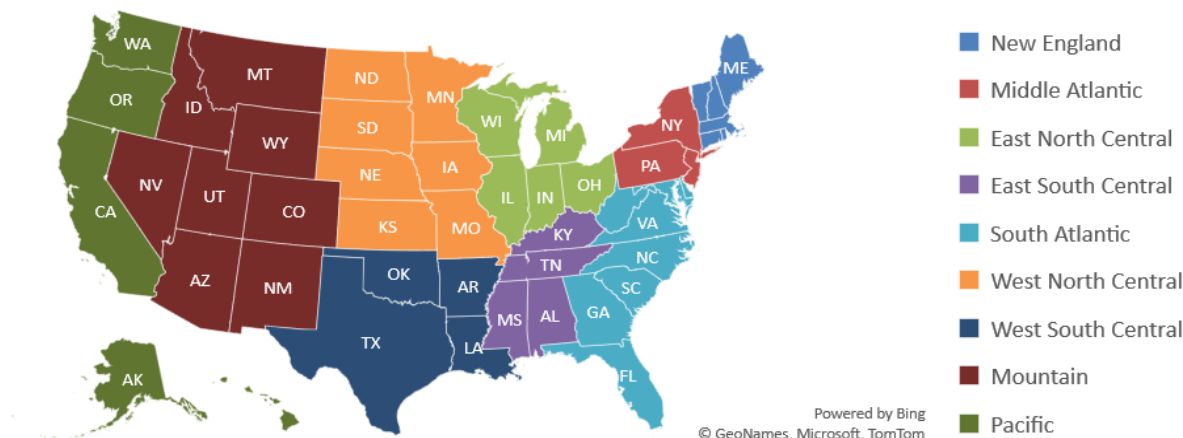 WA
MT
ND
MN
ME
OR
ID
SD
WI
MI
NY
WY
NE
IA
PA
NV
UT
CO
IL
IN
OH
CA
KS
MO
KY
VA
AZ
NM
OK
AR
TN
NC
SC
MS
AL
GA
TX
LA
FL
AK
New England
Middle Atlantic
East North Central
East South Central
South Atlantic
West North Central
West South Central
Mountain
Pacific
Powered by Bing
© GeoNames, Microsoft, TomTom